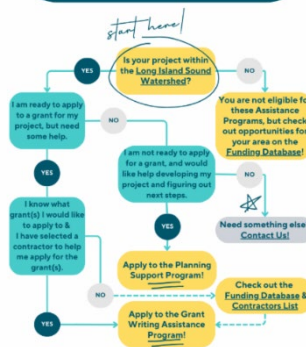 start here!
Is your project within
the Long Island Sound
Watershed?
YES
NO
I am ready to apply
to a grant for my
project, but need
some help.
NO
You are not eligible for
these Assistance
Programs, but check
out opportunities for
your area on the
Funding Database!
I am not ready to apply
for a grant, and would
like help developing my
project and figuring out
next steps.
YES
NO
I know what
grant(s) I would like
to apply to &
I have selected a
contractor to help
me apply for the
grant(s).
YES
Need something else?
Contact Us!
Apply to the Planning
Support Program!
NO
Check out the
Funding Database &
Contractors List
YES
Apply to the Grant
Writing Assistance
Program!